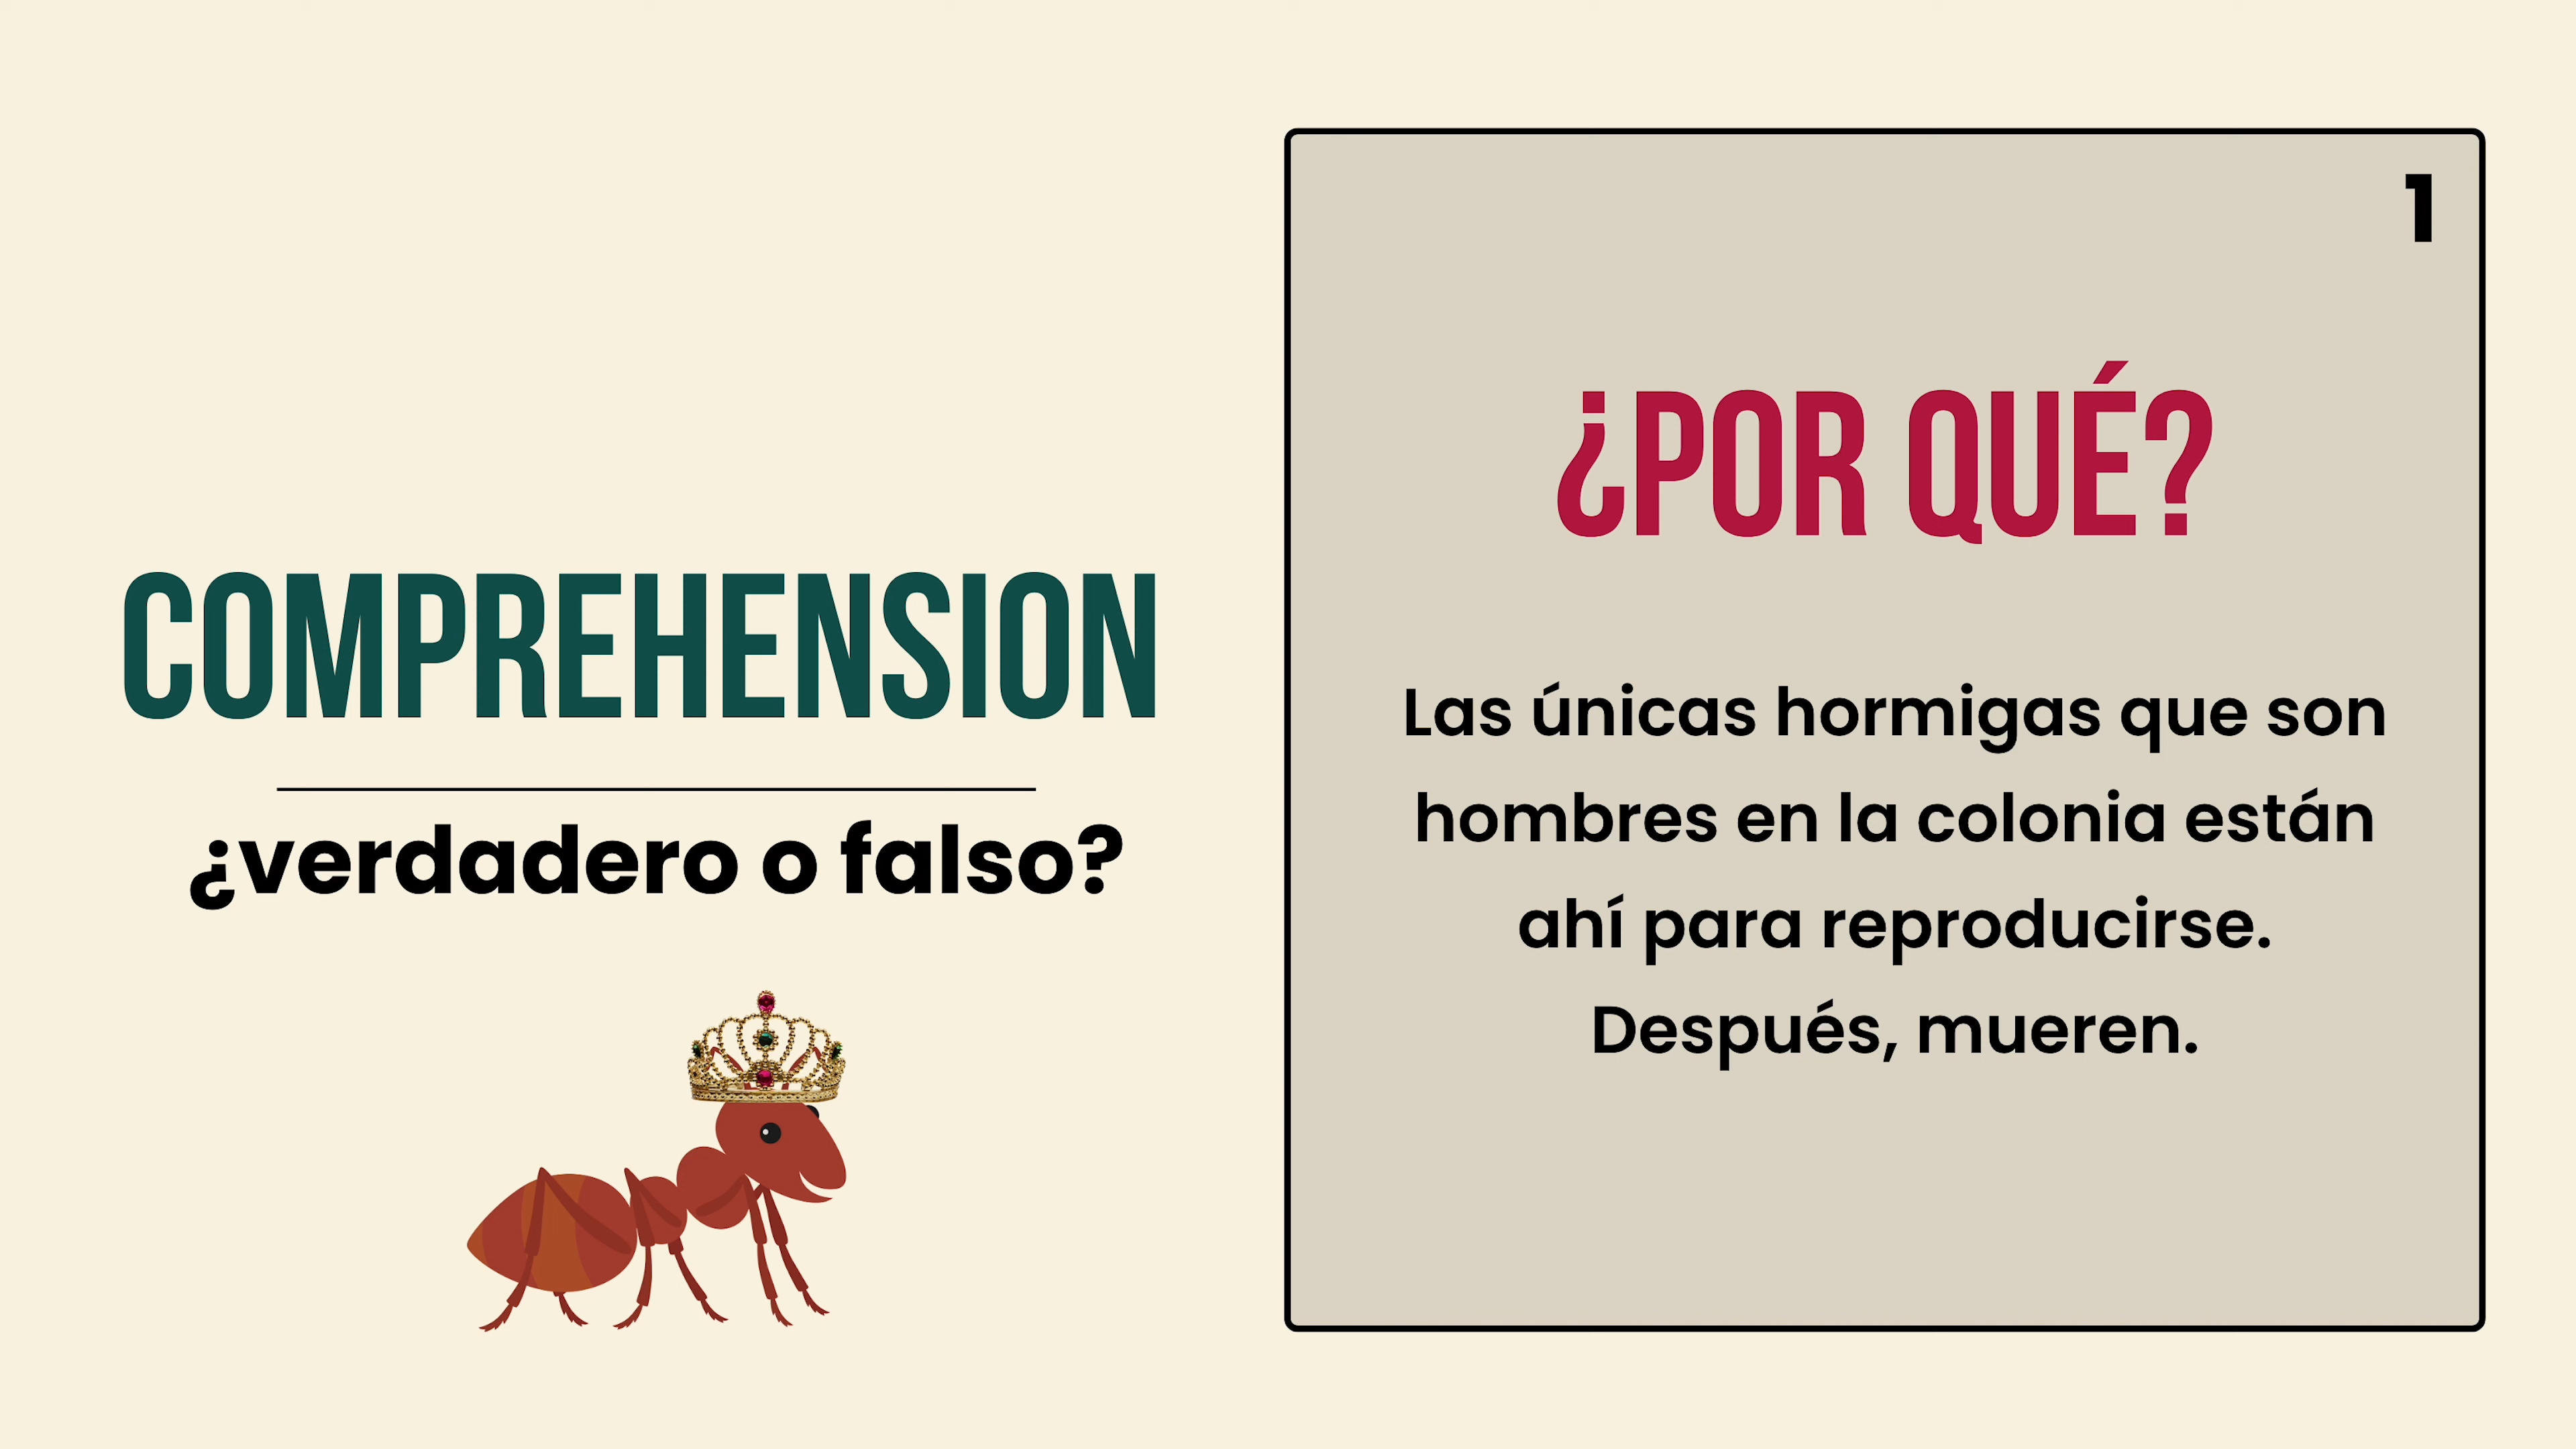 COMPREHENSION
¿verdadero o falso?
1
¿POR QUÉ?
Las únicas hormigas que son
hombres en la colonia están
ahí para reproducirse.
Después, mueren.